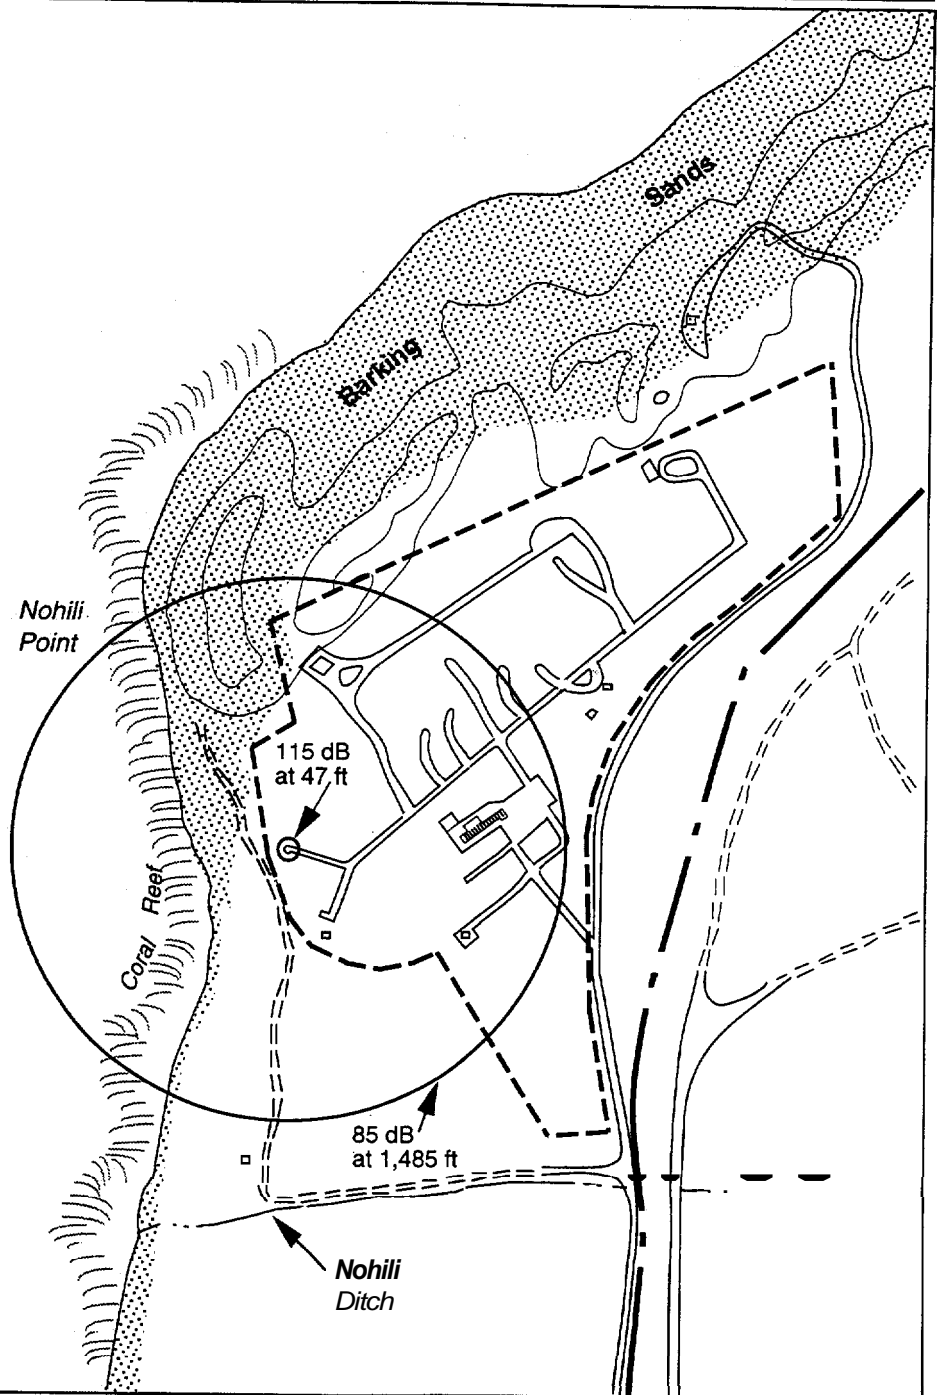 Sands
Barking
Nohili
Point
115 dB
at 47 ft
Coral Reef
85 dB
at 1,485 ft
Nohili
Ditch